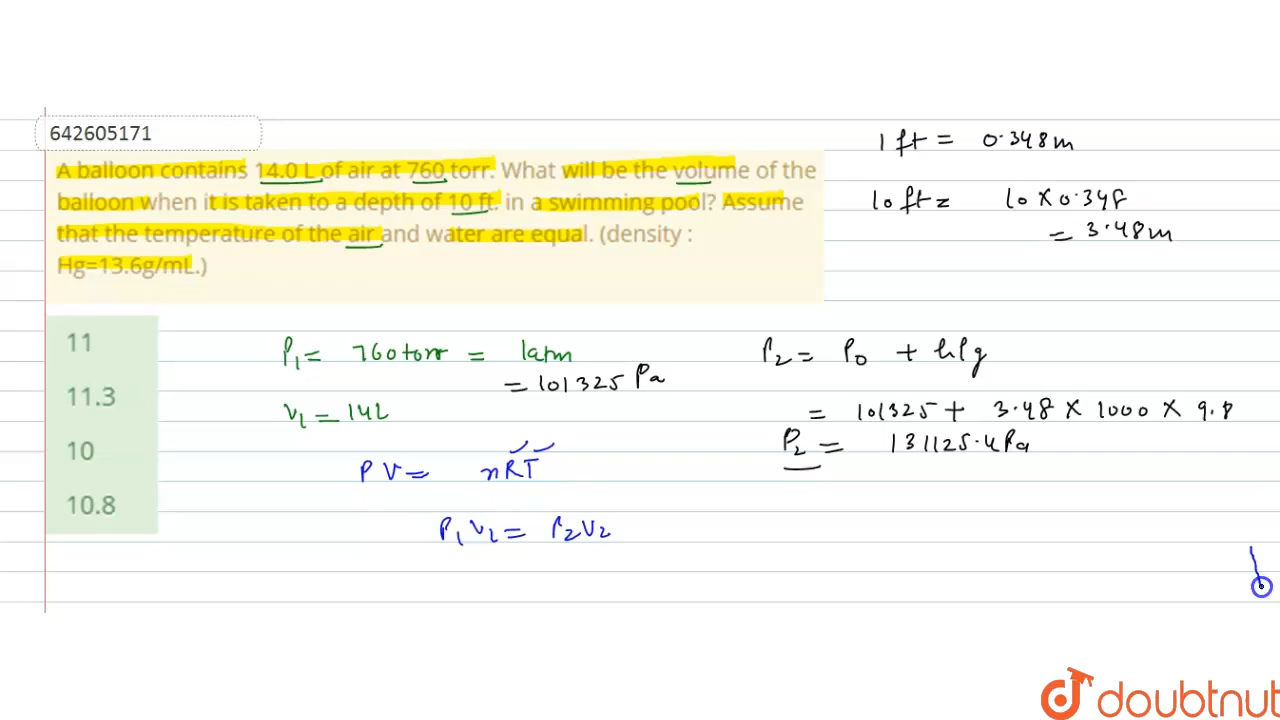 642605171
A balloon contains 14.0 L of air at 760 torr. What will be the volume of the
balloon when it is taken to a depth of 10 ft. in a swimming pool? Assume
that the temperature of the air and water are equal. (density :
Hg=13.6g/mL.)
11
11.3
10
10.8
1 ft = 0.348m
10 ft = 10 × 0.348
= 3.48m
P1 = 760 torr = 1atm
= 101325 Pa
V1 = 14L
PV = nRT
P1V1 = P2V2
P2 = P0 + hρg
= 101325 + 3.48 × 1000 × 9.8
P2 = 131125.4Pa
doubtnut